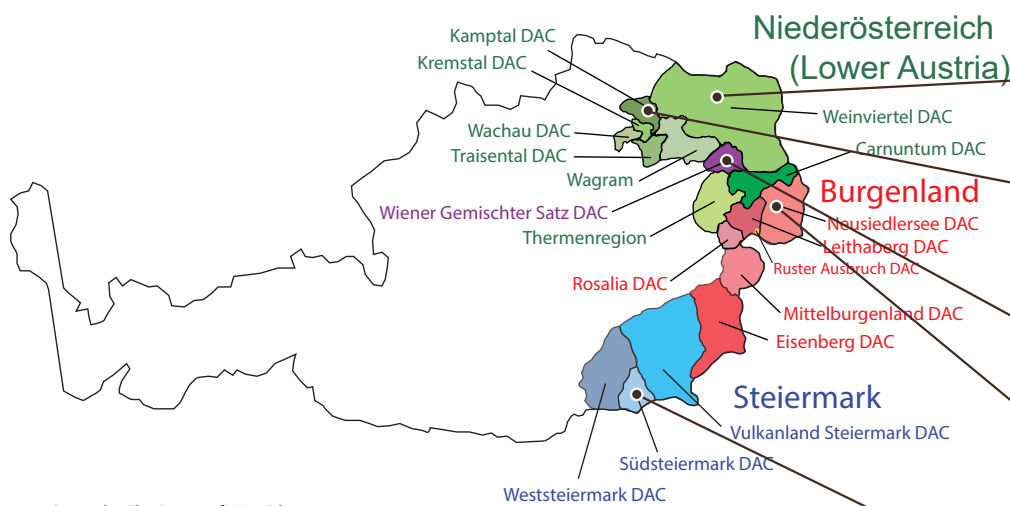 Kamptal DAC
Niederösterreich
(Lower Austria)
Kremstal DAC
Weinviertel DAC
Wachau DAC
Carnuntum DAC
Traisental DAC
Wagram
Burgenland
Wiener Gemischter Satz DAC
Neusiedlersee DAC
Thermenregion
Leithaberg DAC
Ruster Ausbruch DAC
Rosalia DAC
Mittelburgenland DAC
Eisenberg DAC
Steiermark
Vulkanland Steiermark DAC
Südsteiermark DAC
Weststeiermark DAC